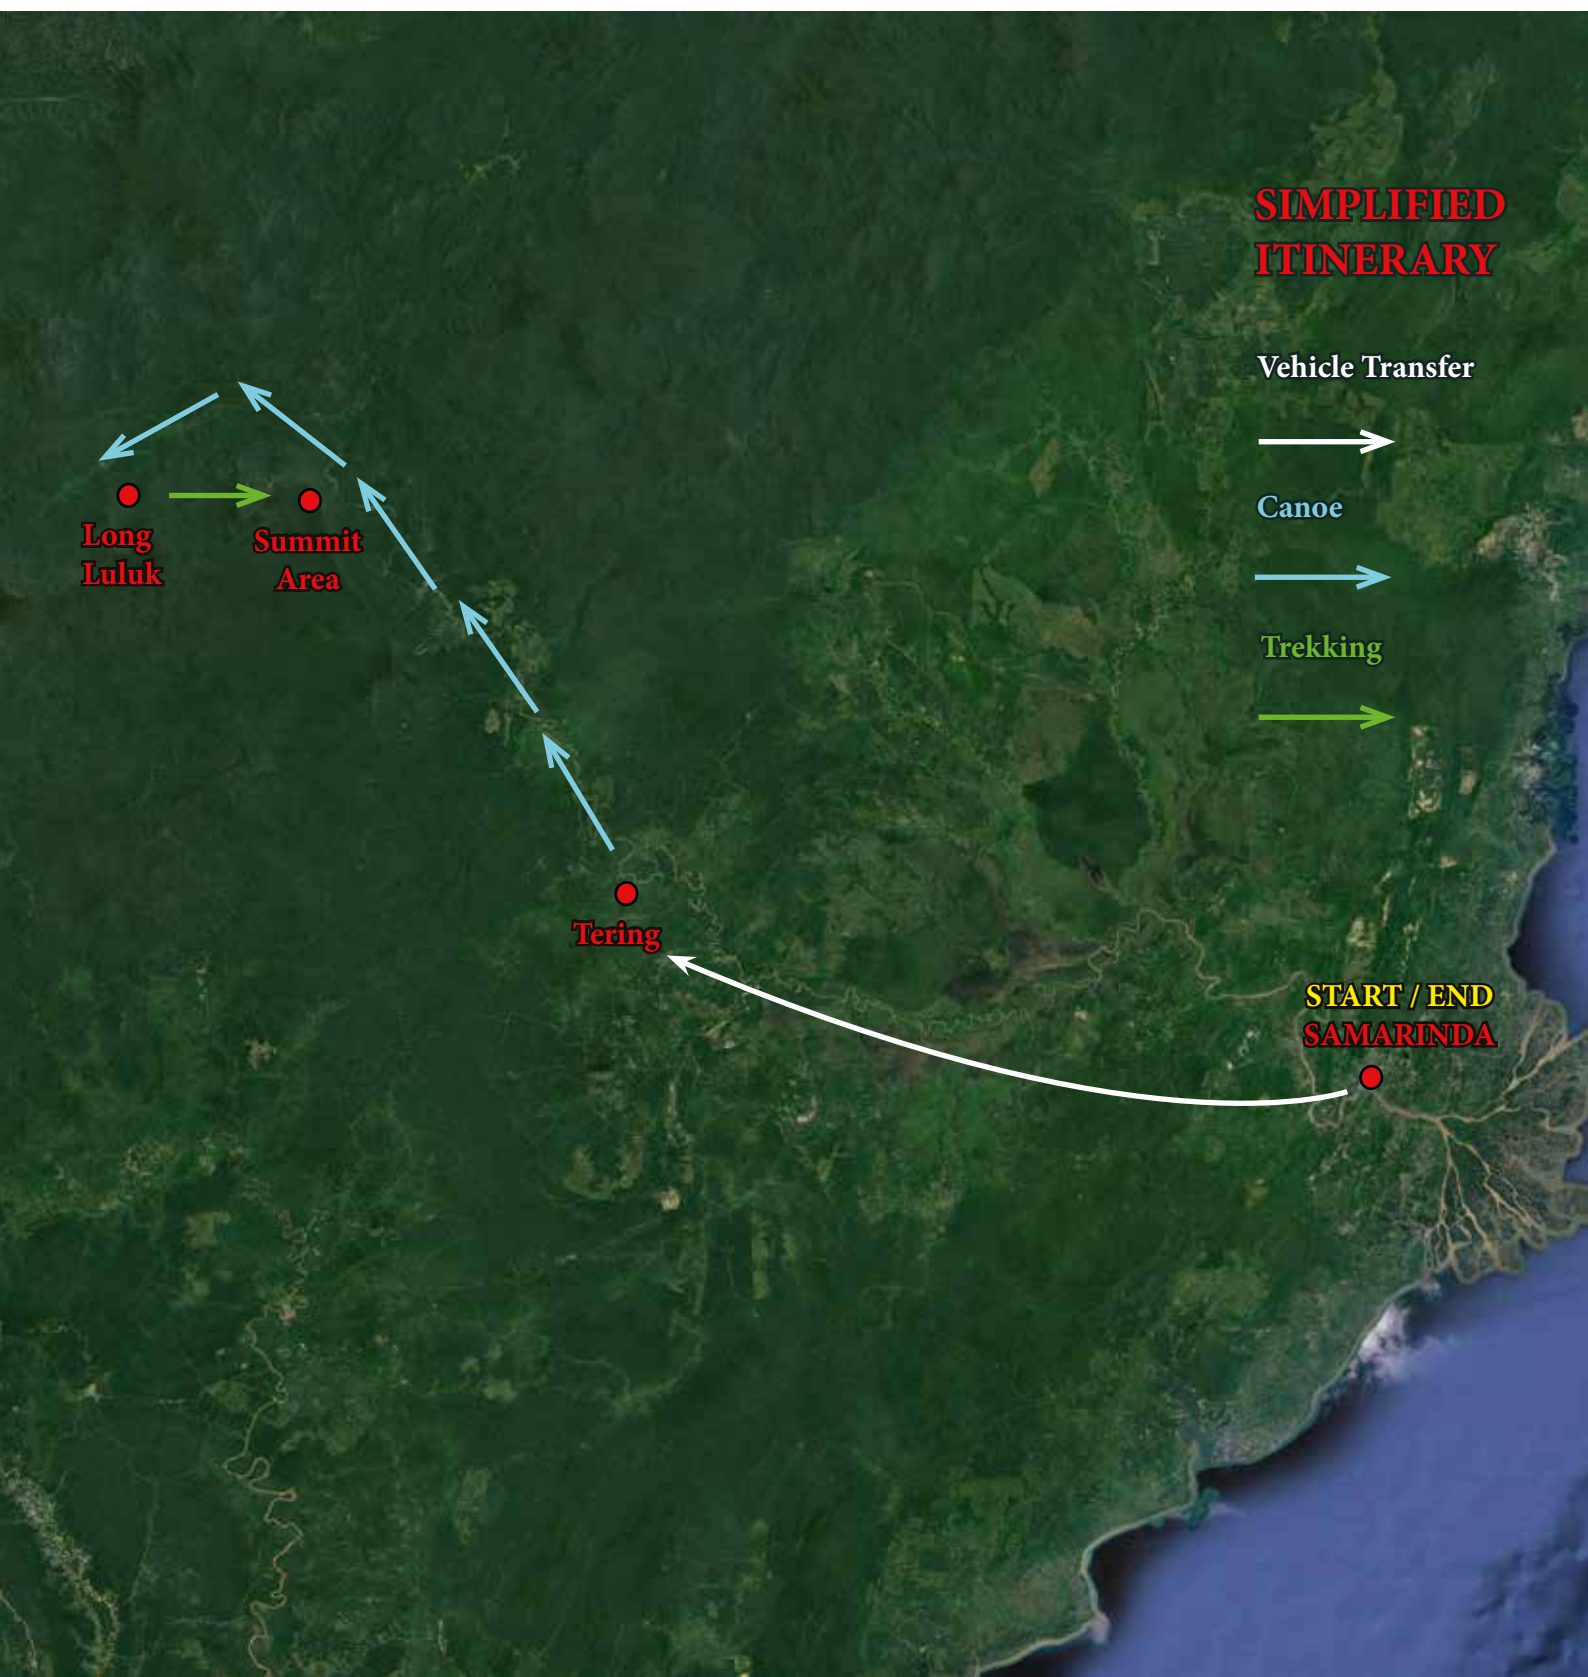 SIMPLIFIED
ITINERARY
Vehicle Transfer
Canoe
Trekking
Long
Luluk
Summit
Area
Tering
START / END
SAMARINDA